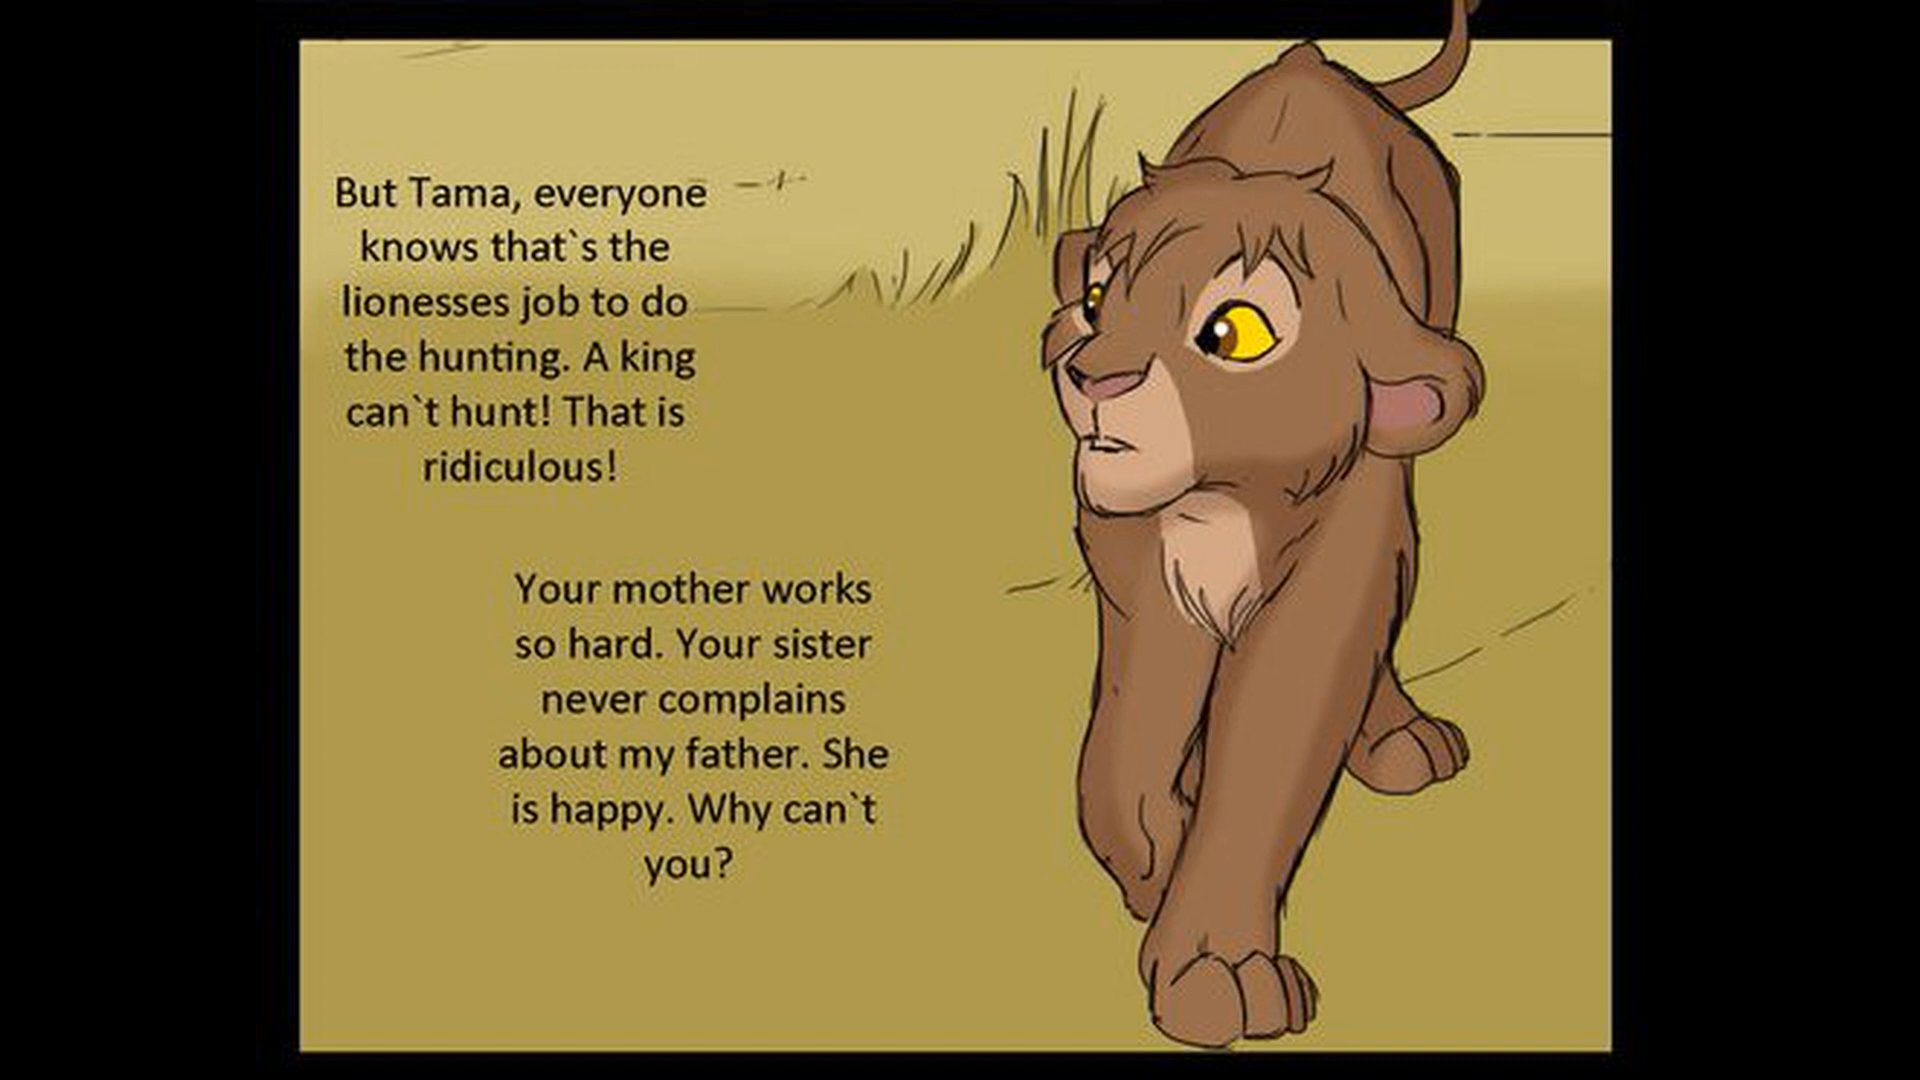 But Tama, everyone
knows that`s the
lionesses job to do
the hunting. A king
can`t hunt! That is
ridiculous!
Your mother works
so hard. Your sister
never complains
about my father. She
is happy. Why can`t
you?